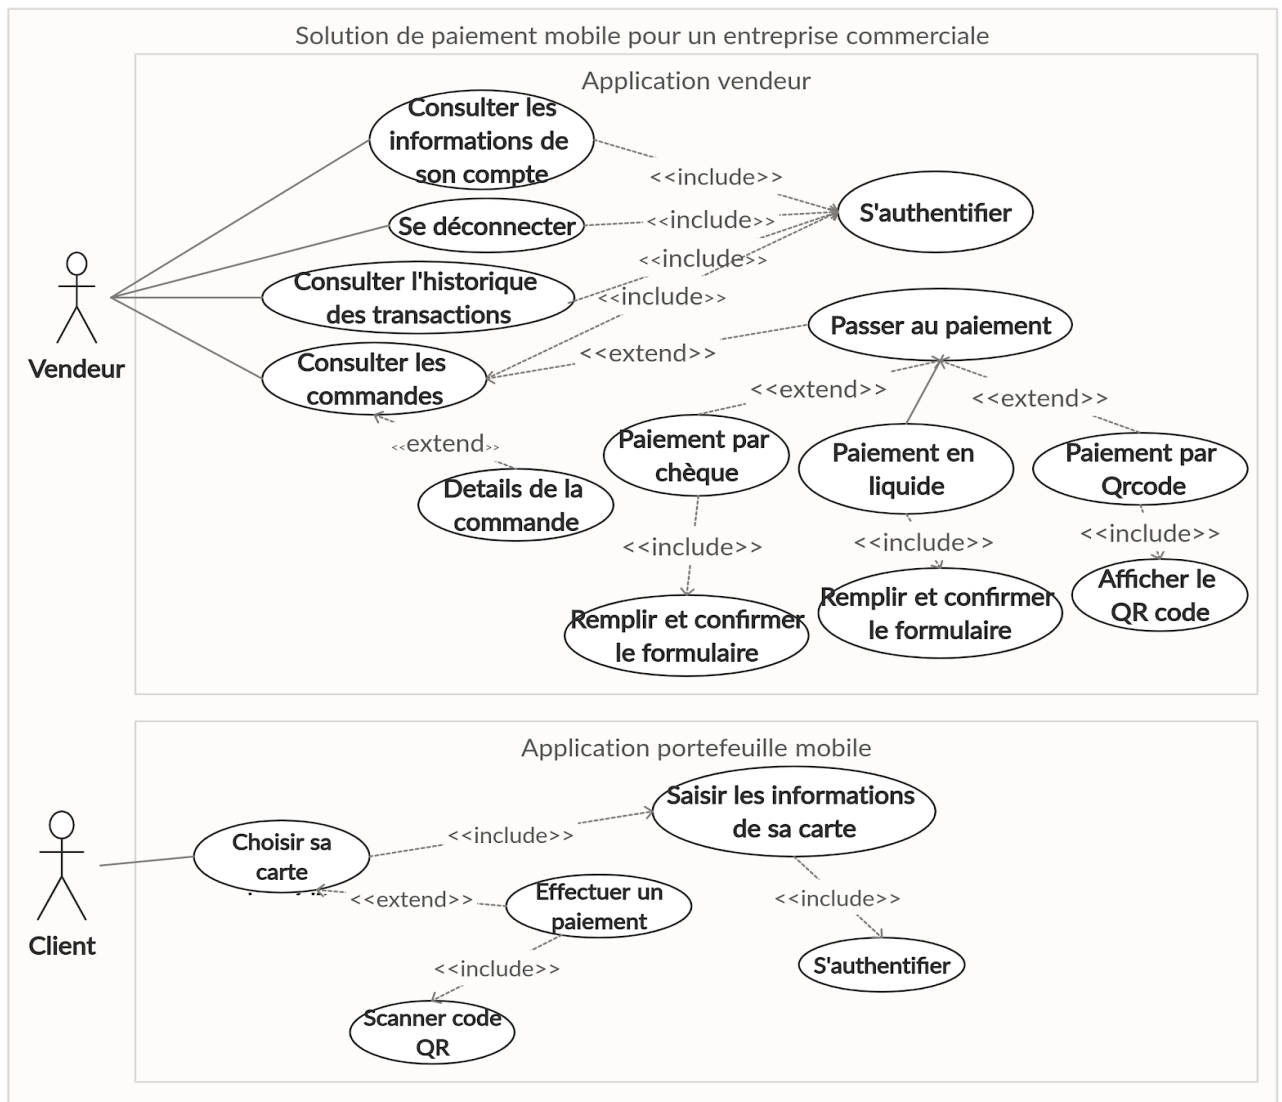 Solution de paiement mobile pour un entreprise commerciale
Application vendeur
Consulter les
informations de
son compte
<<include>>
S'authentifier
Se déconnecter
<<include>>
<<include>>
Consulter l'historique
des transactions
<<include>>
Passer au paiement
Vendeur
Consulter les
commandes
<<extend>>
<<extend>>
<<extend>>
<<extend>>
Paiement par
chèque
Paiement en
liquide
Paiement par
Qrcode
Details de la
commande
<<include>>
<<include>>
<<include>>
Remplir et confirmer
le formulaire
Remplir et confirmer
le formulaire
Afficher le
QR code
Application portefeuille mobile
Saisir les informations
de sa carte
<<include>>
Choisir sa
carte
<<extend>>
Effectuer un
paiement
<<include>>
Client
<<include>>
S'authentifier
Scanner code
QR